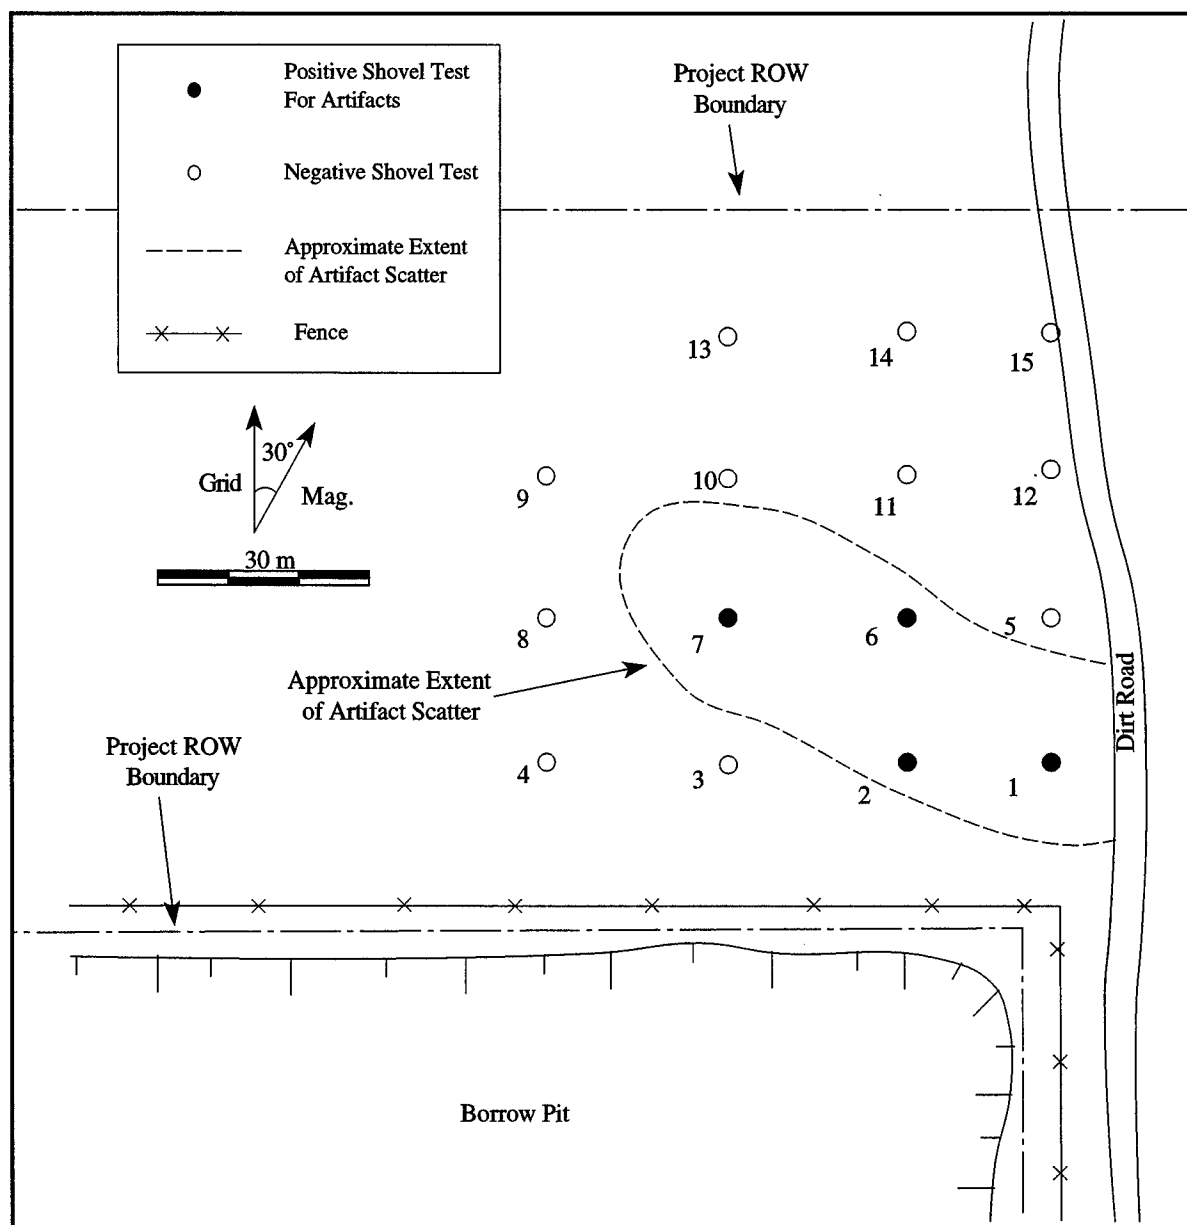 Positive Shovel Test
For Artifacts
Negative Shovel Test
Approximate Extent
of Artifact Scatter
Fence
Project ROW
Boundary
13
14
15
30°
Grid
Mag.
30 m
9
10
11
12
8
7
6
5
Approximate Extent
of Artifact Scatter
Dirt Road
Project ROW
Boundary
4
3
2
1
Borrow Pit